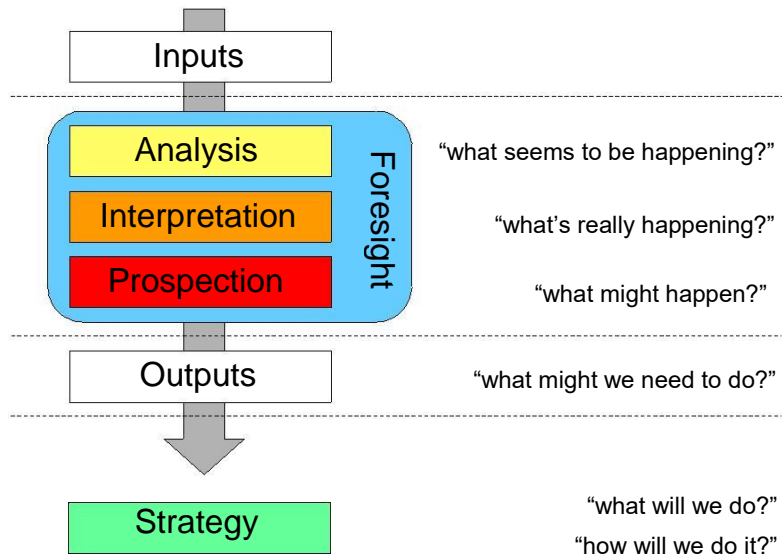 Inputs
Analysis
“what seems to be happening?”
Foresight
Interpretation
“what’s really happening?”
Prospection
“what might happen?”
Outputs
“what might we need to do?”
Strategy
“what will we do?”
“how will we do it?”